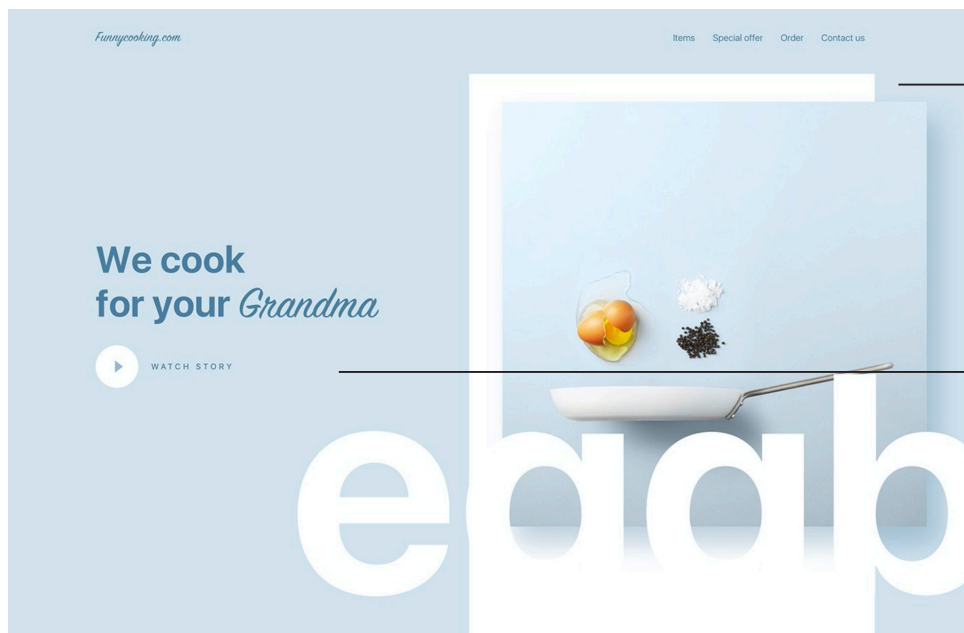 Funnycooking.com
Items Special offer Order Contact us
We cook
for your Grandma
WATCH STORY